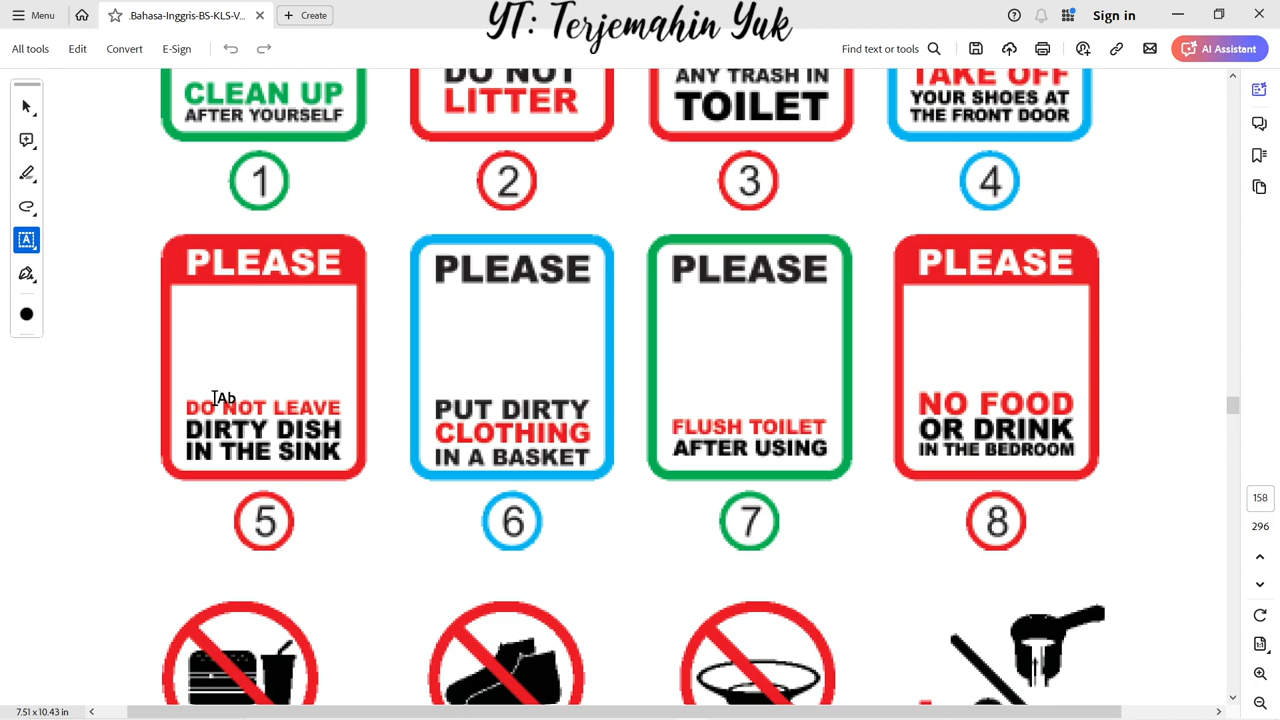 YT: Terjemahin Yuk
Menu
.Bahasa-Inggris-BS-KLS-V...
Create
Sign in
All tools
Edit
Convert
E-Sign
Find text or tools
AI Assistant
CLEAN UP
AFTER YOURSELF
1
DO NOT
LITTER
2
ANY TRASH IN
TOILET
3
TAKE OFF
YOUR SHOES AT
THE FRONT DOOR
4
PLEASE
DO NOT LEAVE
DIRTY DISH
IN THE SINK
5
PLEASE
PUT DIRTY
CLOTHING
IN A BASKET
6
PLEASE
FLUSH TOILET
AFTER USING
7
PLEASE
NO FOOD
OR DRINK
IN THE BEDROOM
8
Ab
158
296
7.51 x 10.43 in